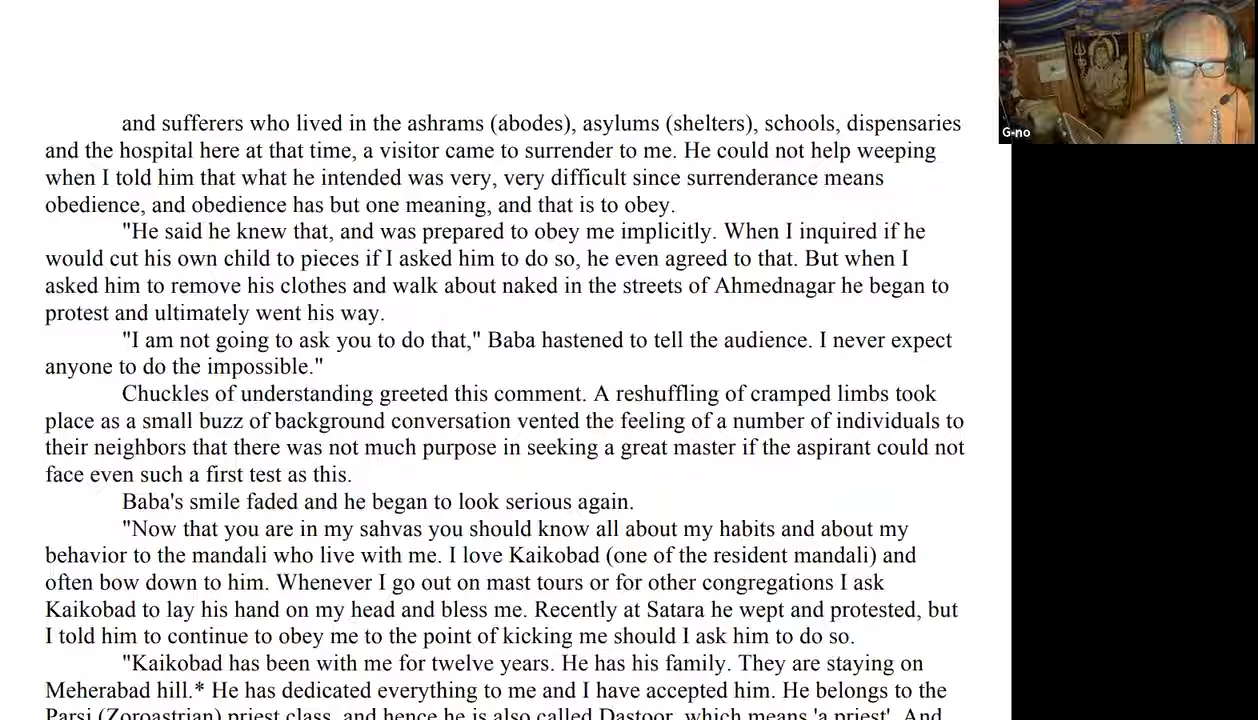 and sufferers who lived in the ashrams (abodes), asylums (shelters), schools, dispensaries
and the hospital here at that time, a visitor came to surrender to me. He could not help weeping
when I told him that what he intended was very, very difficult since surrenderance means
obedience, and obedience has but one meaning, and that is to obey.
"He said he knew that, and was prepared to obey me implicitly. When I inquired if he
would cut his own child to pieces if I asked him to do so, he even agreed to that. But when I
asked him to remove his clothes and walk about naked in the streets of Ahmednagar he began to
protest and ultimately went his way.
"I am not going to ask you to do that," Baba hastened to tell the audience. I never expect
anyone to do the impossible."
Chuckles of understanding greeted this comment. A reshuffling of cramped limbs took
place as a small buzz of background conversation vented the feeling of a number of individuals to
their neighbors that there was not much purpose in seeking a great master if the aspirant could not
face even such a first test as this.
Baba's smile faded and he began to look serious again.
"Now that you are in my sahvas you should know all about my habits and about my
behavior to the mandali who live with me. I love Kaikobad (one of the resident mandali) and
often bow down to him. Whenever I go out on mast tours or for other congregations I ask
Kaikobad to lay his hand on my head and bless me. Recently at Satara he wept and protested, but
I told him to continue to obey me to the point of kicking me should I ask him to do so.
"Kaikobad has been with me for twelve years. He has his family. They are staying on
Meherabad hill.* He has dedicated everything to me and I have accepted him. He belongs to the
Parsi (Zoroastrian) priest class, and hence he is also called Dastoor, which means 'a priest'. And
G-no